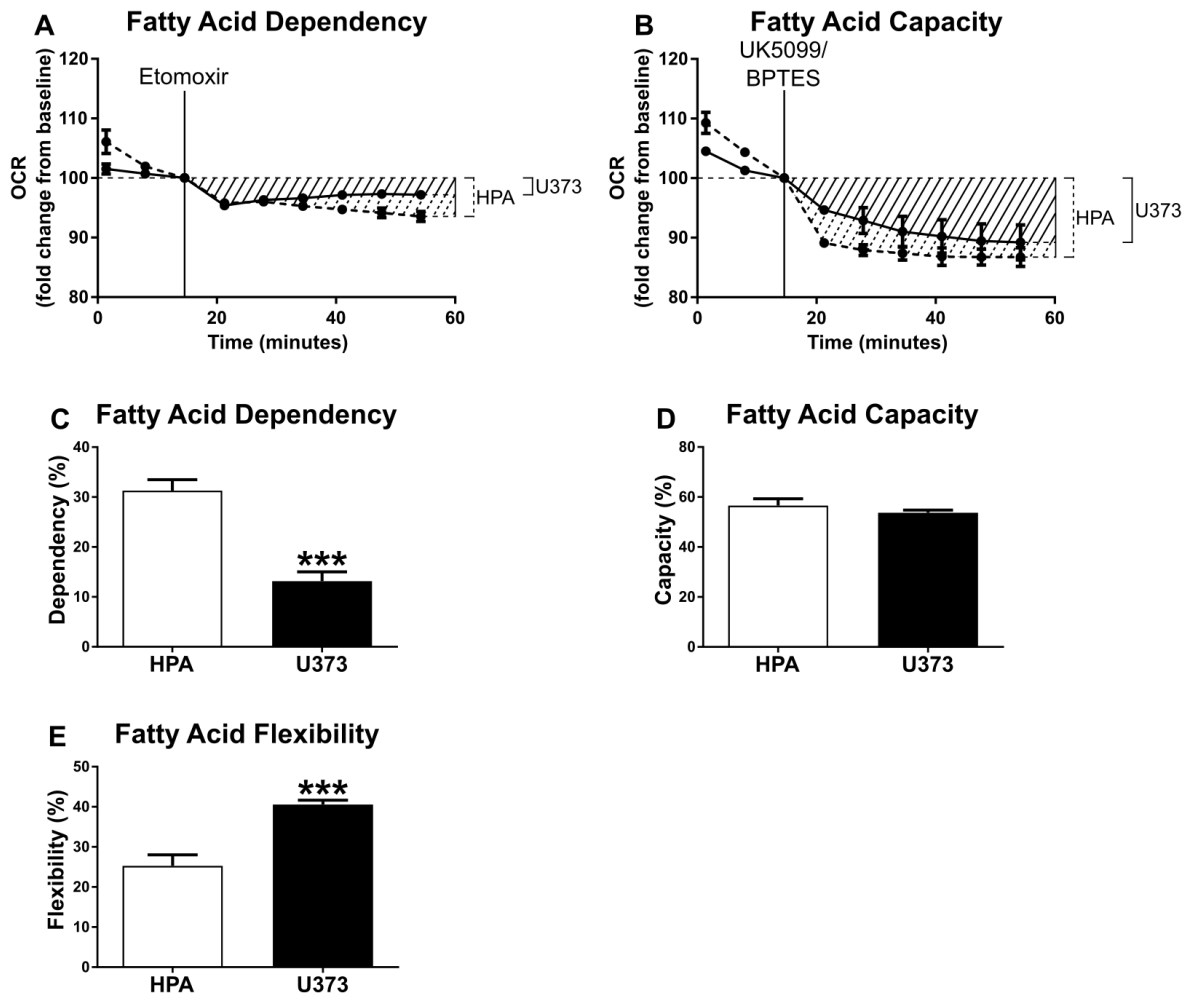 A Fatty Acid Dependency
OCR
(fold change from baseline)
120
110
100
90
80
Etomoxir
HPA
U373
0 20 40 60
Time (minutes)
B Fatty Acid Capacity
OCR
(fold change from baseline)
120
110
100
90
80
UK5099/
BPTES
HPA
U373
0 20 40 60
Time (minutes)
C Fatty Acid Dependency
Dependency (%)
40
30
20
10
0
***
HPA U373
D Fatty Acid Capacity
Capacity (%)
80
60
40
20
0
HPA U373
E Fatty Acid Flexibility
Flexibility (%)
50
40
30
20
10
0
***
HPA U373